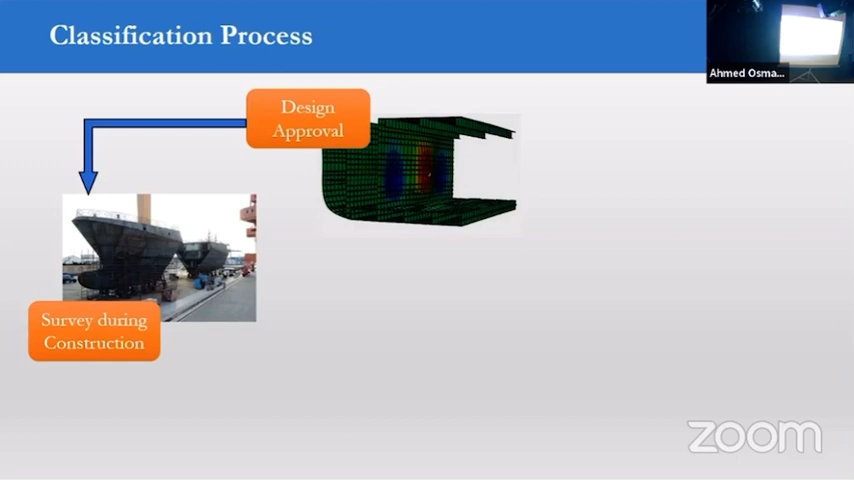 Classification Process
Ahmed Osma...
Design
Approval
Survey during
Construction
zoom